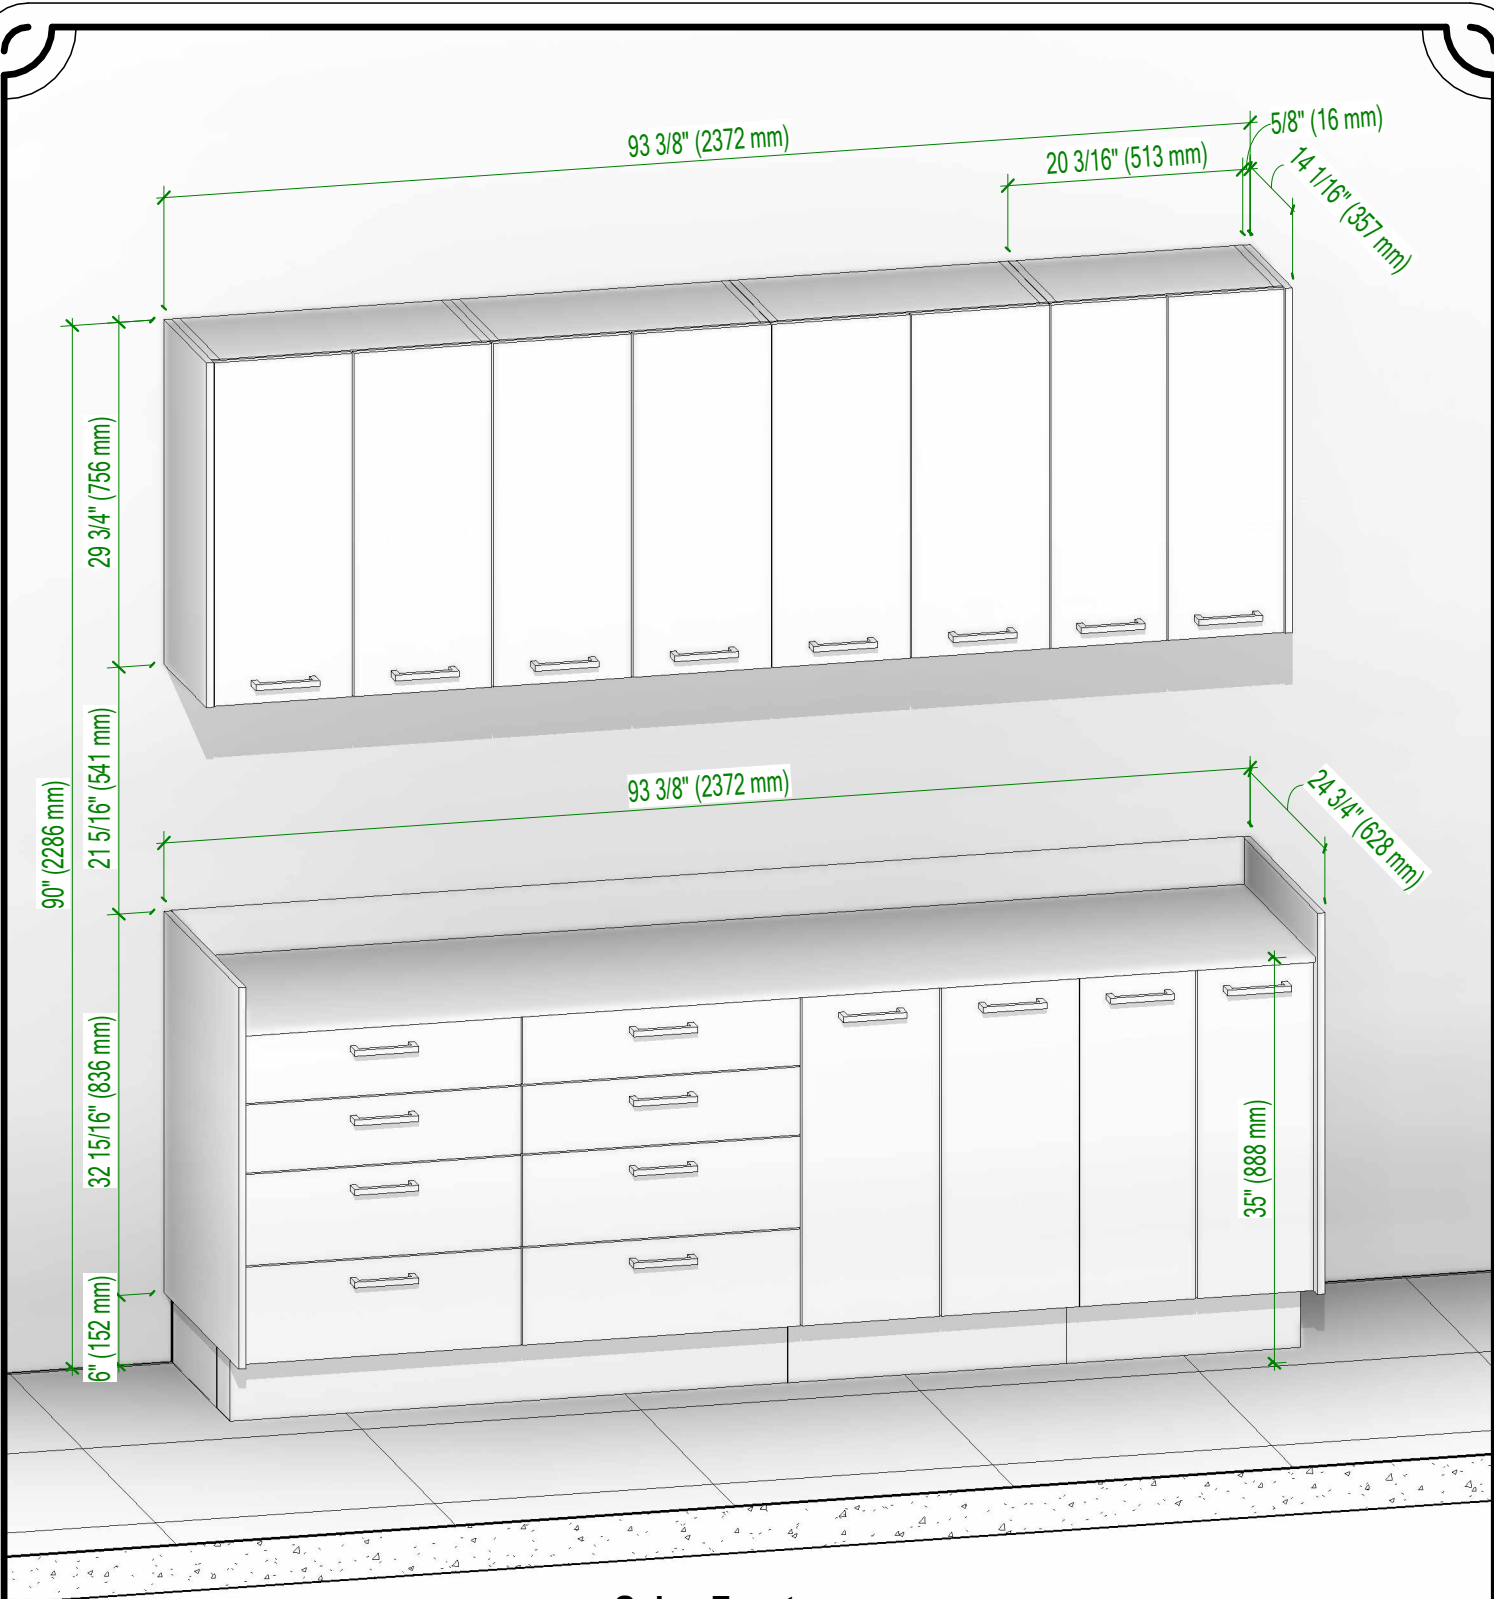 93 3/8" (2372 mm)
5/8" (16 mm)
20 3/16" (513 mm)
14 1/16" (357 mm)
29 3/4" (756 mm)
21 5/16" (541 mm)
90" (2286 mm)
93 3/8" (2372 mm)
24 3/4" (628 mm)
32 15/16" (836 mm)
35" (888 mm)
6" (152 mm)